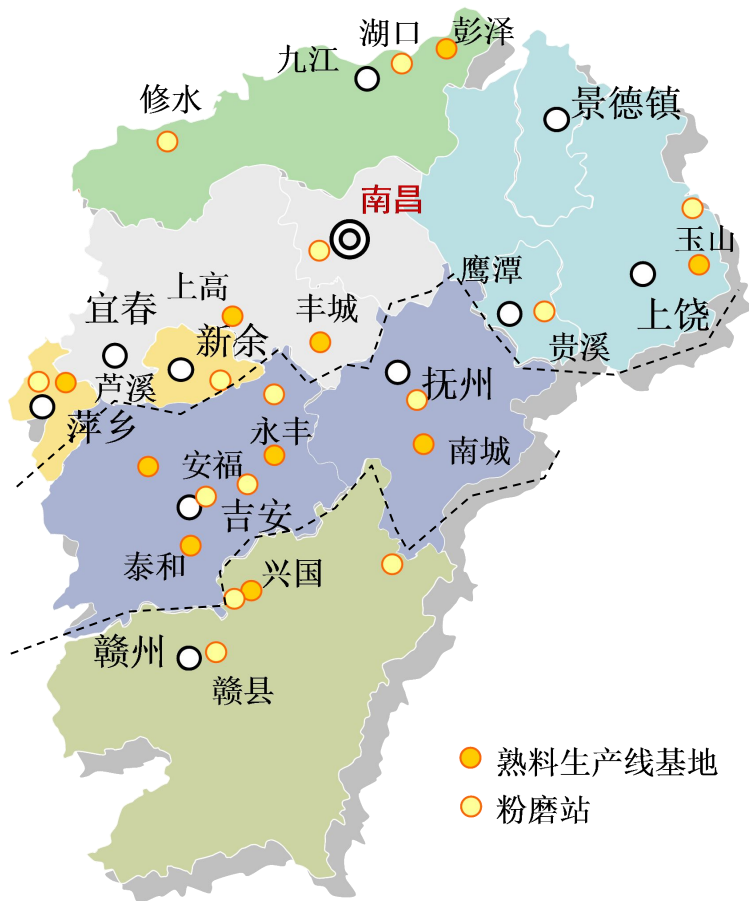 湖口
彭泽
九江
修水
景德镇
南昌
玉山
鹰潭
上高
上饶
宜春
丰城
新余
贵溪
芦溪
抚州
萍乡
永丰
南城
安福
吉安
泰和
兴国
赣州
赣县
熟料生产线基地
粉磨站